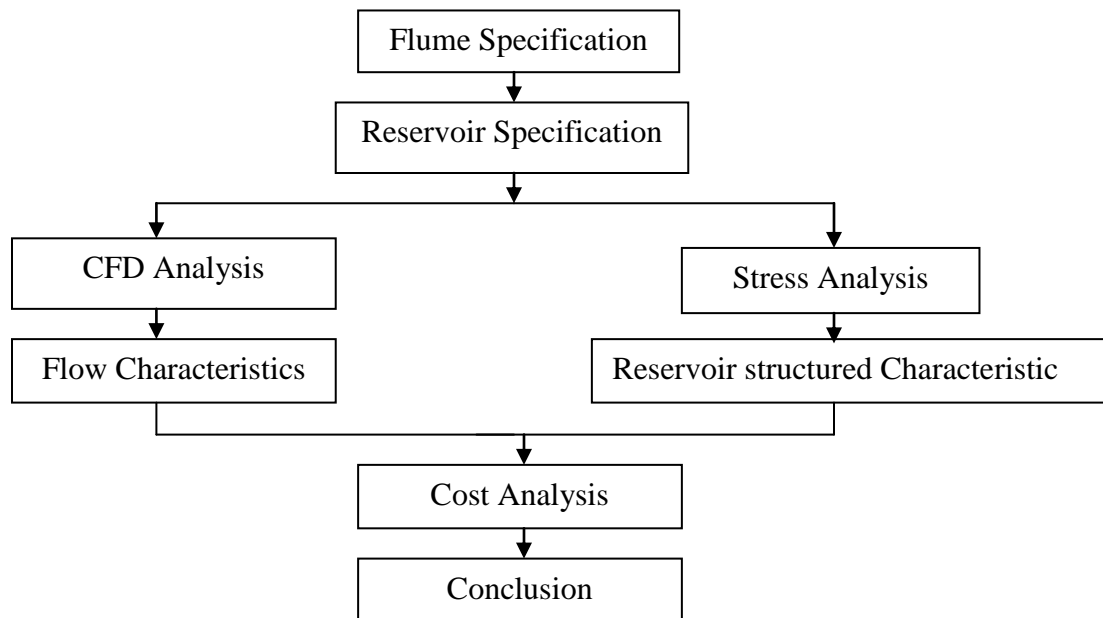 Flume Specification
Reservoir Specification
CFD Analysis
Stress Analysis
Flow Characteristics
Reservoir structured Characteristic
Cost Analysis
Conclusion